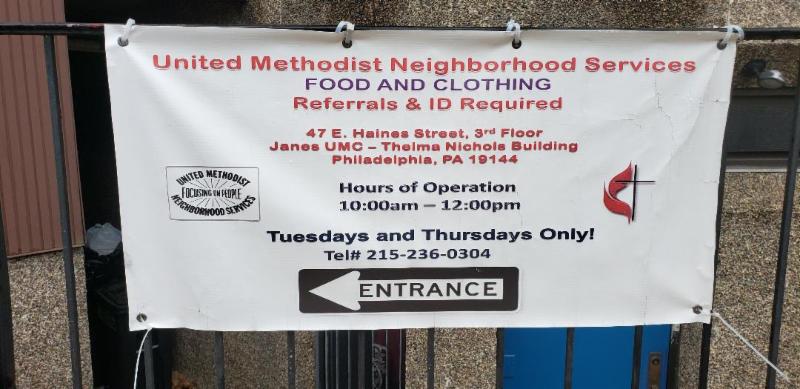 United Methodist Neighborhood Services
FOOD AND CLOTHING
Referrals & ID Required
47 E. Haines Street, 3rd Floor
Janes UMC – Thelma Nichols Building
Philadelphia, PA 19144
UNITED METHODIST
FOCUSING ON PEOPLE
NEIGHBORHOOD SERVICES
Hours of Operation
10:00am – 12:00pm
Tuesdays and Thursdays Only!
Tel# 215-236-0304
ENTRANCE